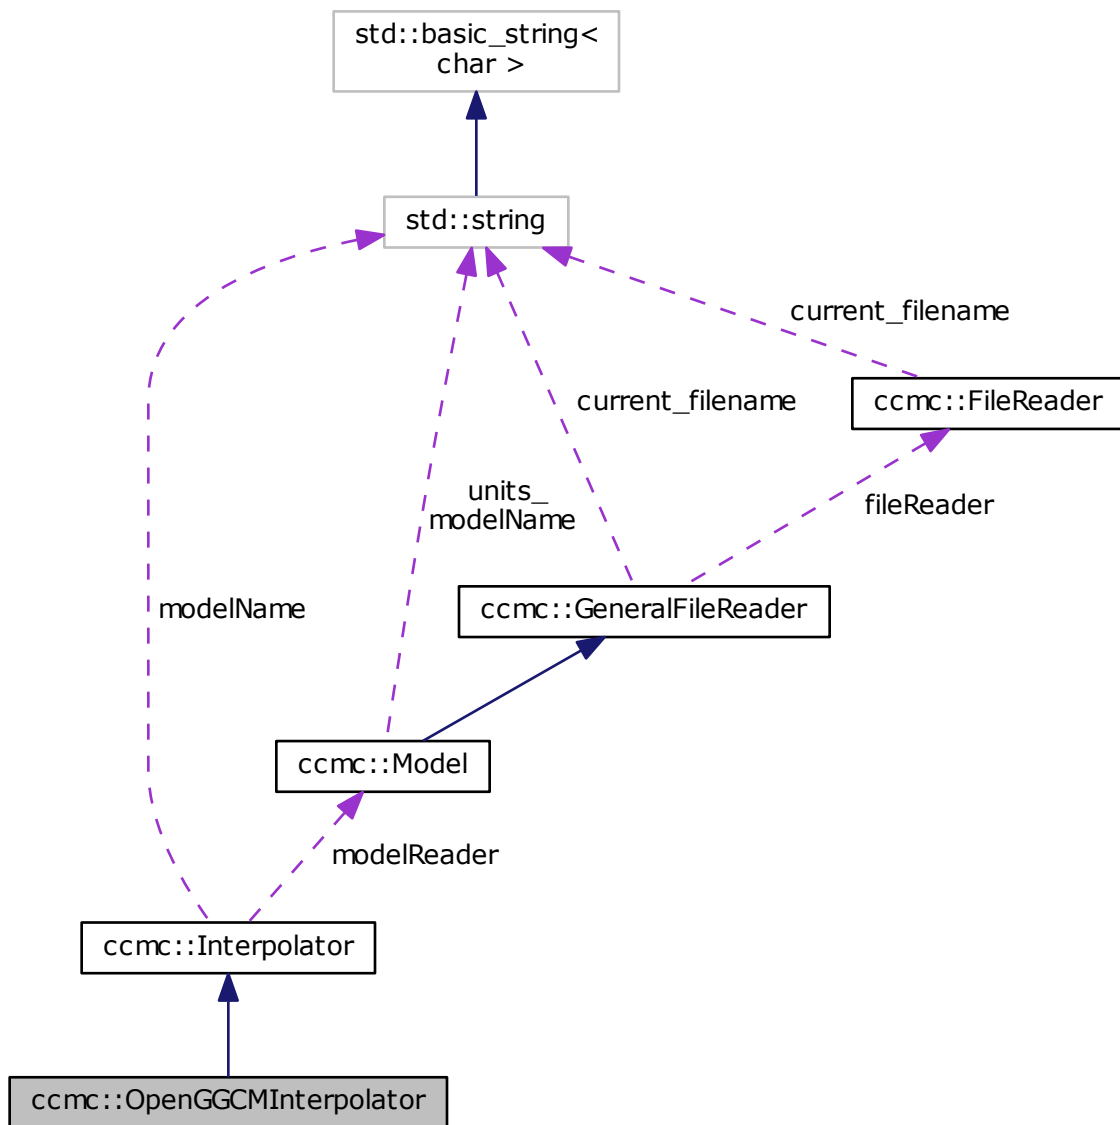 std::basic_string<
char >
std::string
current_filename
ccmc::FileReader
current_filename
units_
modelName
fileReader
modelName
ccmc::GeneralFileReader
ccmc::Model
modelReader
ccmc::Interpolator
ccmc::OpenGGCMInterpolator